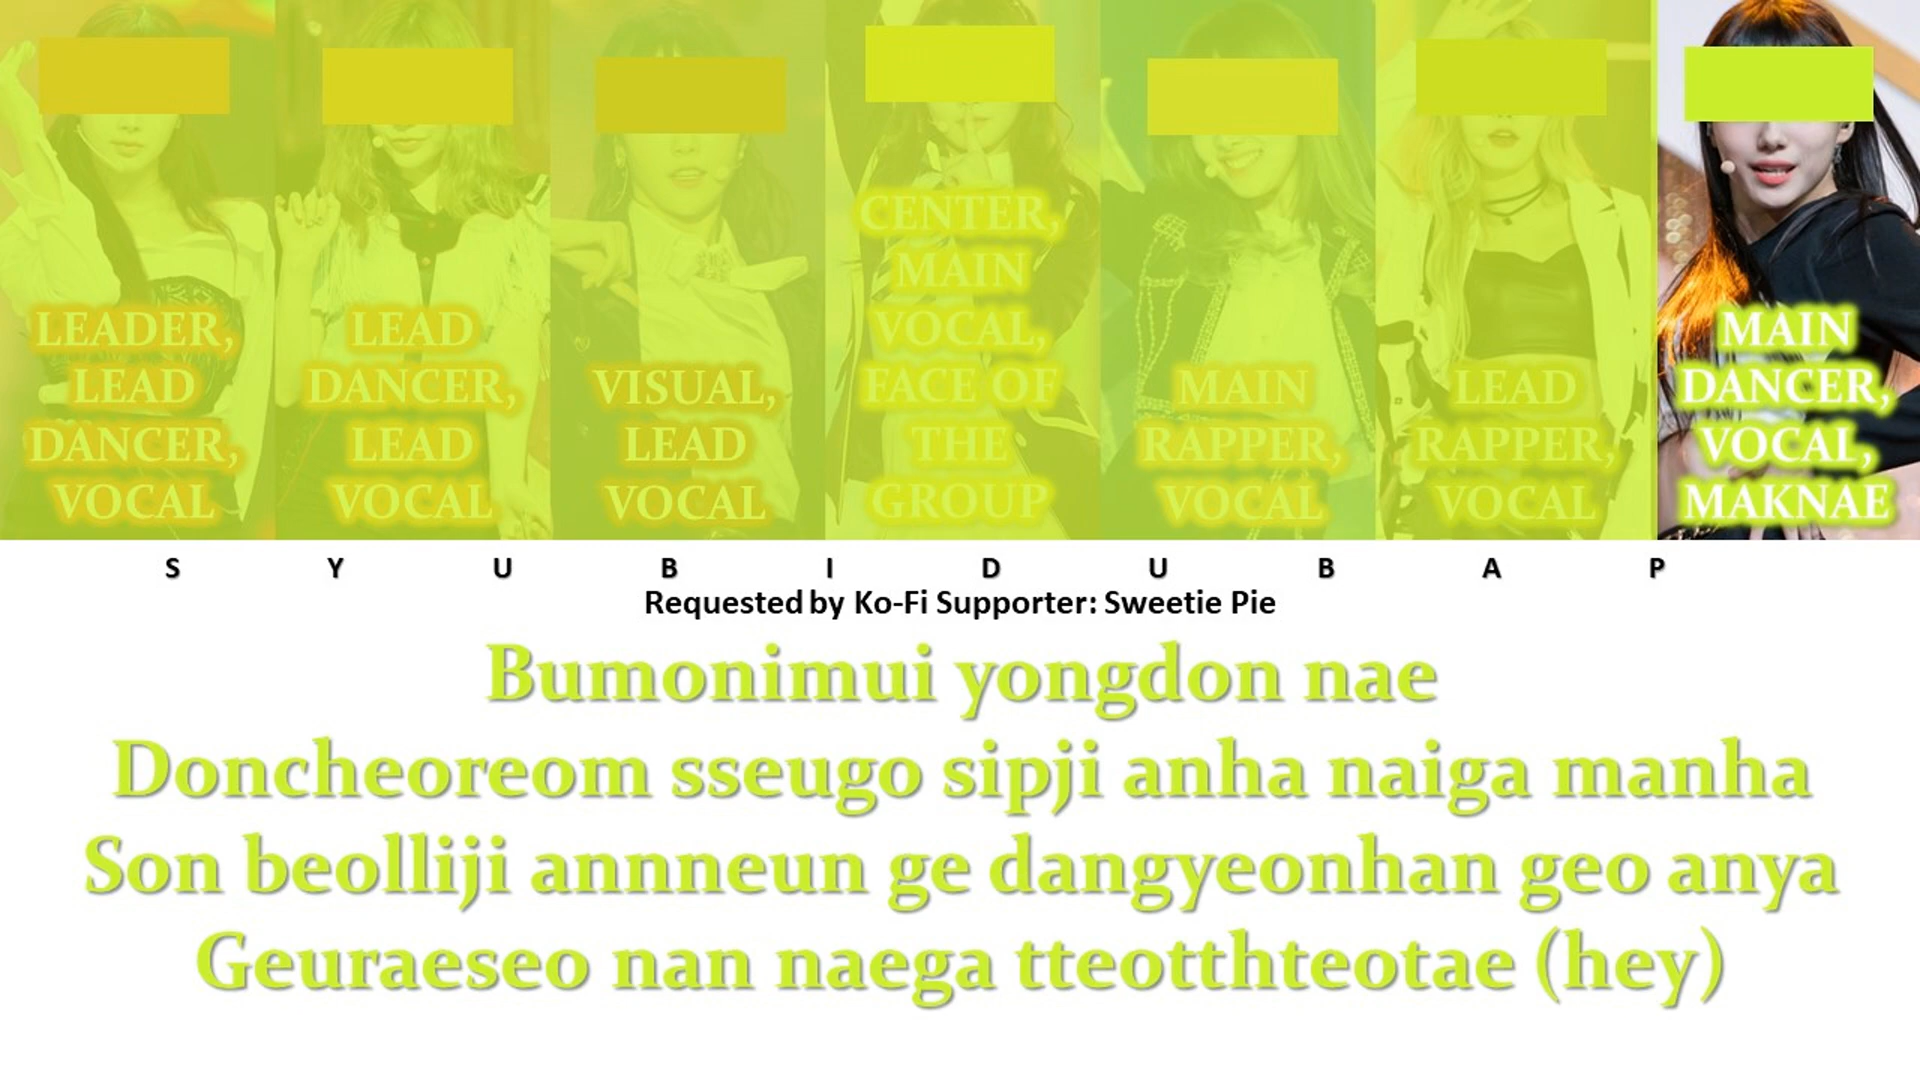 LEADER,
LEAD
DANCER,
VOCAL
LEAD
DANCER,
LEAD
VOCAL
VISUAL,
LEAD
VOCAL
CENTER,
MAIN
VOCAL,
FACE OF
THE
GROUP
MAIN
RAPPER,
VOCAL
LEAD
RAPPER,
VOCAL
MAIN
DANCER,
VOCAL,
MAKNAE
S Y U B I D U B A P
Requested by Ko-Fi Supporter: Sweetie Pie
Bumonimui yongdon nae
Doncheoreom sseugo sipji anha naiga manha
Son beolliji annneun ge dangyeonhan geo anya
Geuraeseo nan naega tteotthteotae (hey)